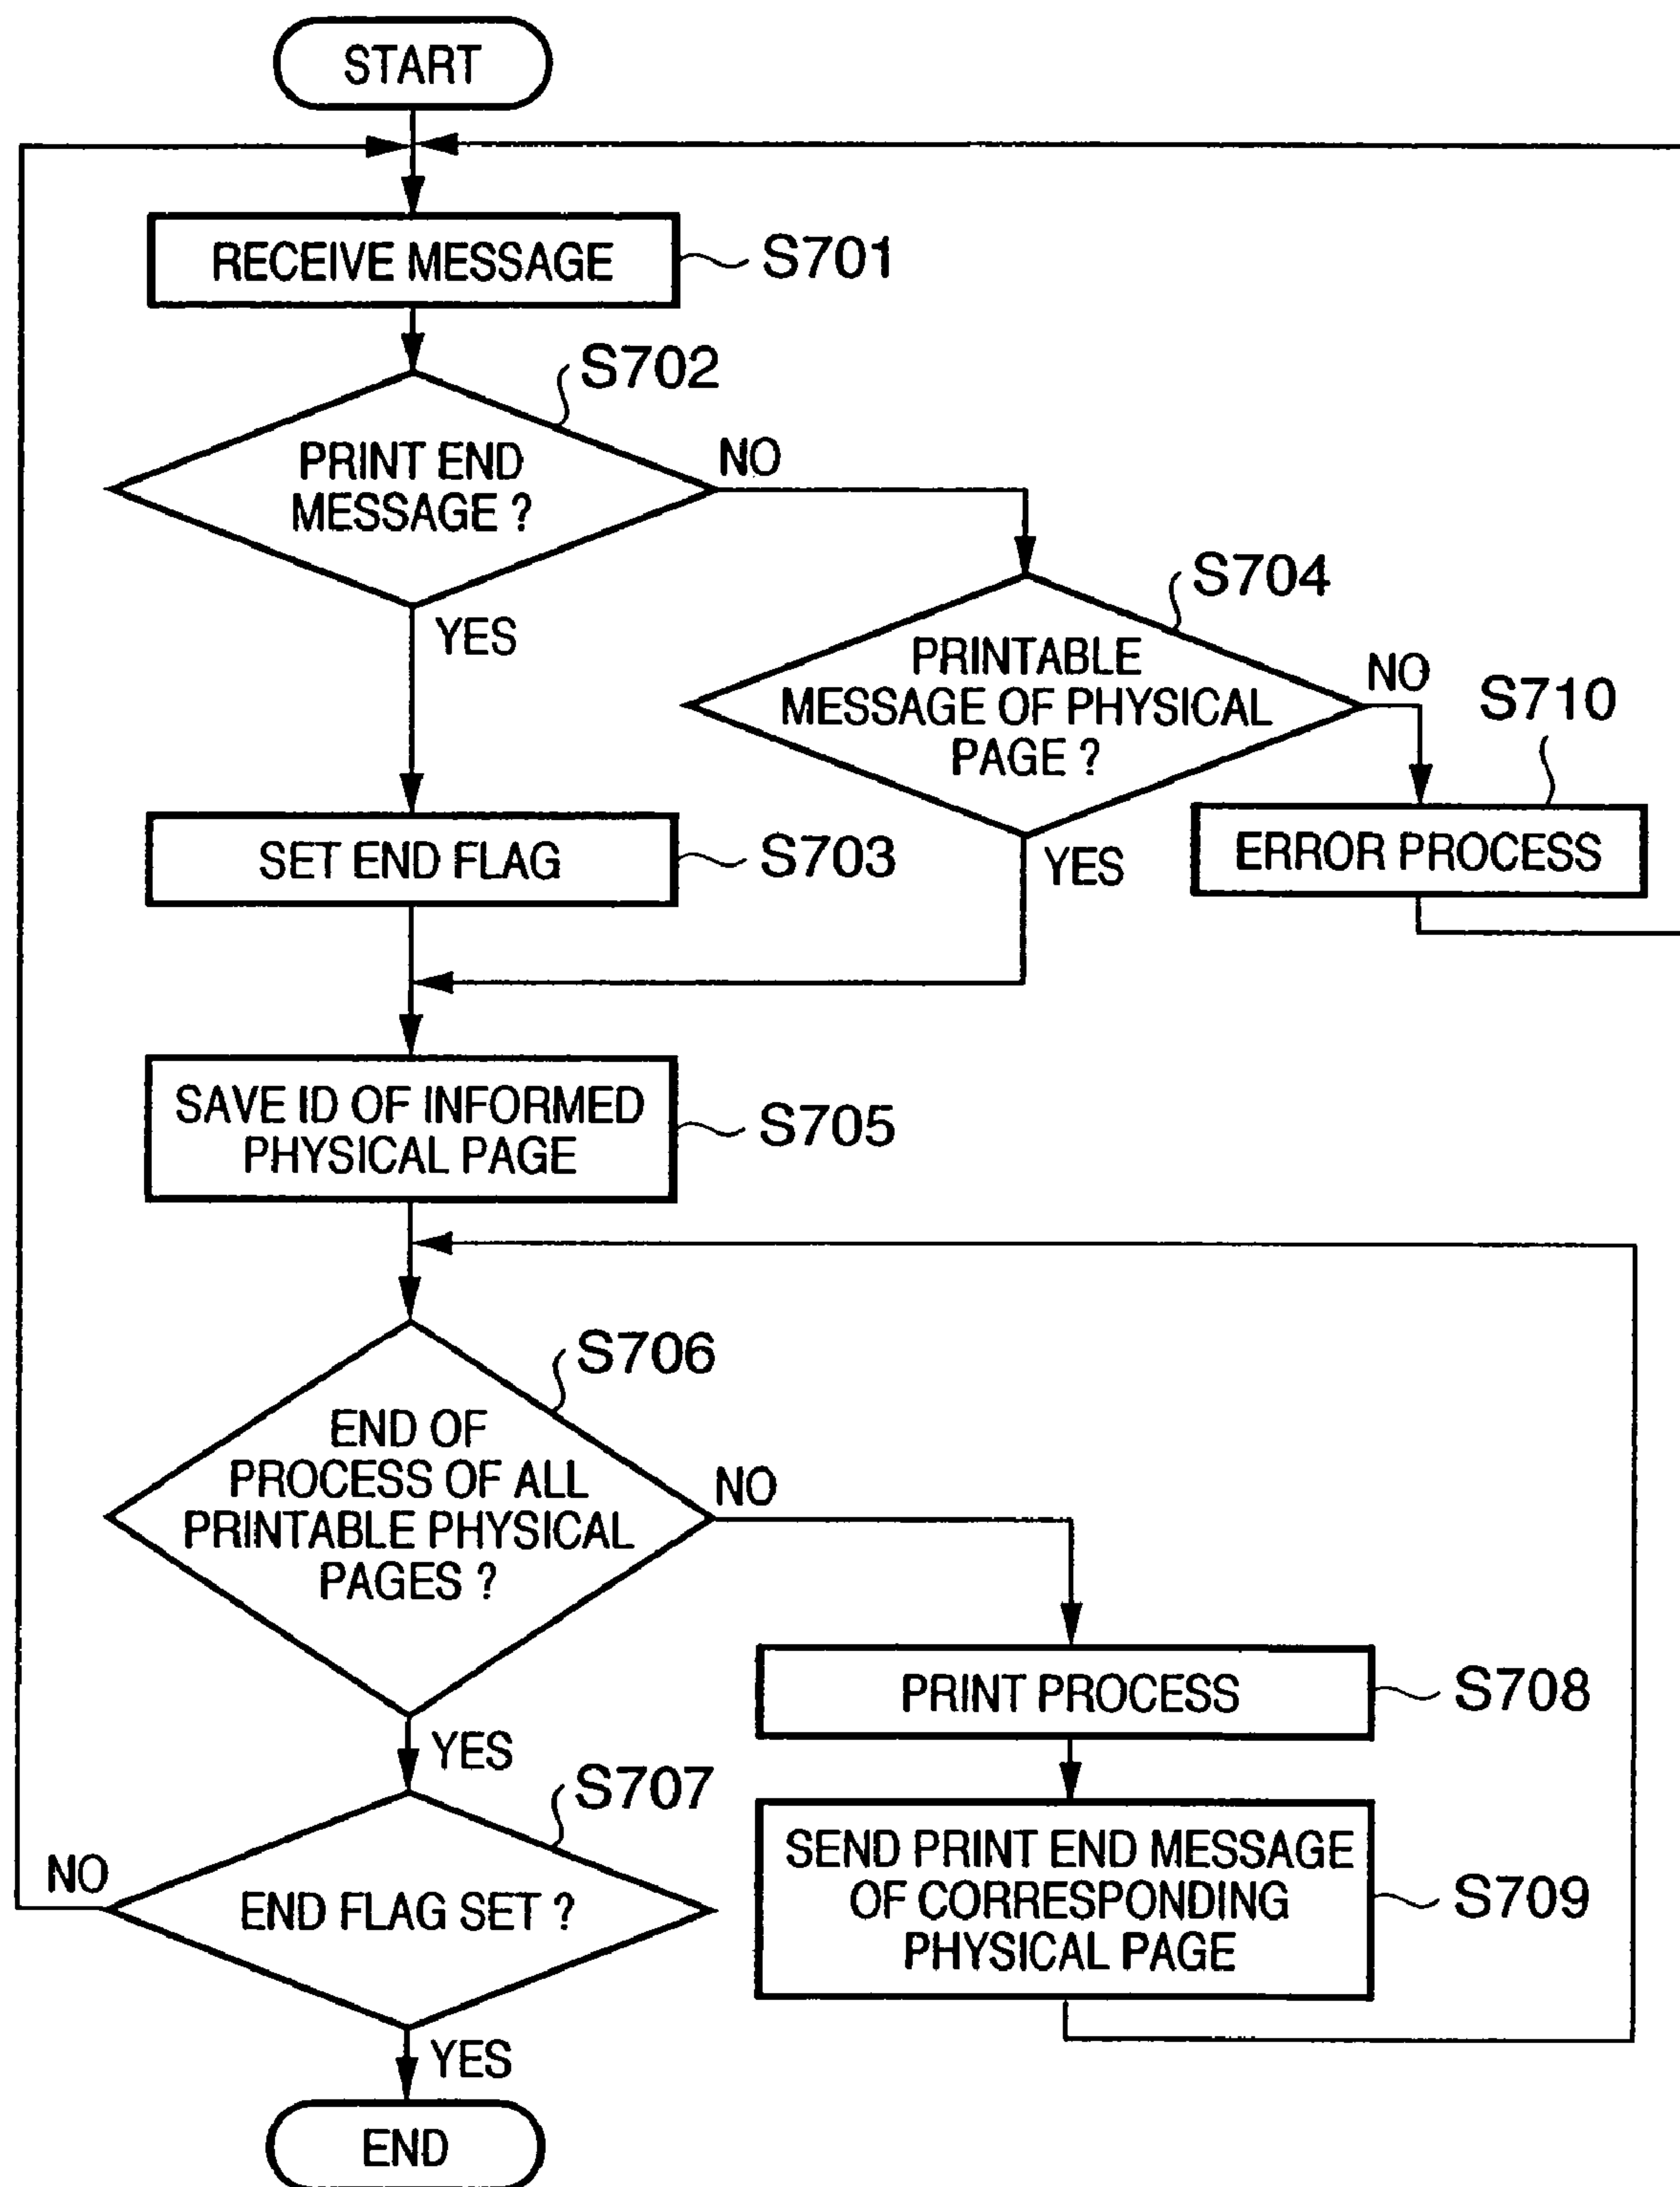 START
RECEIVE MESSAGE
S701
S702
PRINT END
MESSAGE ?
NO
YES
S704
PRINTABLE
MESSAGE OF PHYSICAL
PAGE ?
NO
YES
S710
ERROR PROCESS
SET END FLAG
S703
SAVE ID OF INFORMED
PHYSICAL PAGE
S705
S706
END OF
PROCESS OF ALL
PRINTABLE PHYSICAL
PAGES ?
NO
YES
PRINT PROCESS
S708
SEND PRINT END MESSAGE
OF CORRESPONDING
PHYSICAL PAGE
S709
S707
END FLAG SET ?
NO
YES
END